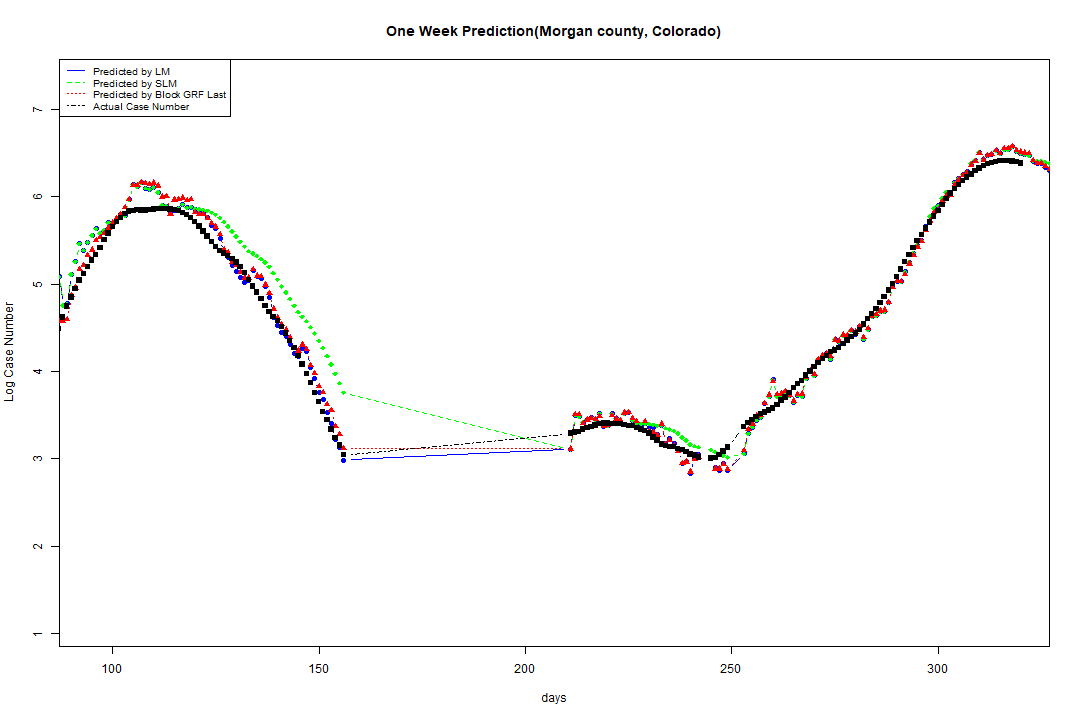 One Week Prediction(Morgan county, Colorado)
Predicted by LM
Predicted by SLM
Predicted by Block GRF Last
Actual Case Number
7
6
5
4
3
2
1
Log Case Number
100 150 200 250 300
days